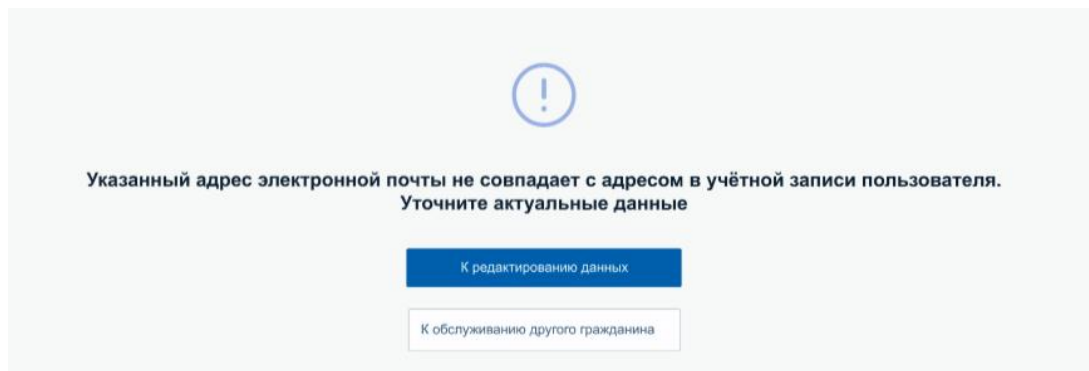 Указанный адрес электронной почты не совпадает с адресом в учётной записи пользователя.
Уточните актуальные данные
К редактированию данных
К обслуживанию другого гражданина